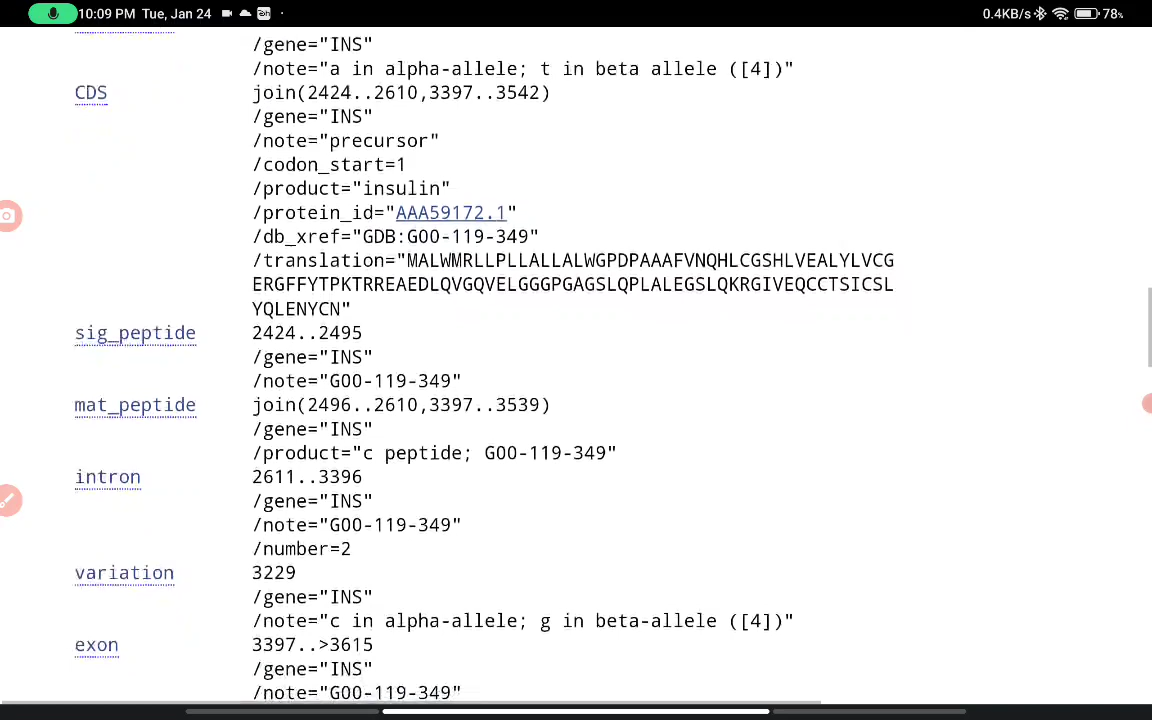 10:09 PM Tue, Jan 24
0.4KB/s 78%
/gene="INS"
/note="a in alpha-allele; t in beta allele ([4])"
CDS join(2424..2610,3397..3542)
/gene="INS"
/note="precursor"
/codon_start=1
/product="insulin"
/protein_id="AAA59172.1"
/db_xref="GDB:G00-119-349"
/translation="MALWMRLLPLLALLALWGPDPAAAFVNQHLCGSHLVEALYLVCG
ERGFFYTPKTRREAEDLQVGQVELGGGPGAGSLQPLALEGSLQKRGIVEQCCTSICSL
YQLENYCN"
sig_peptide 2424..2495
/gene="INS"
/note="G00-119-349"
mat_peptide join(2496..2610,3397..3539)
/gene="INS"
/product="c peptide; G00-119-349"
intron 2611..3396
/gene="INS"
/note="G00-119-349"
/number=2
variation 3229
/gene="INS"
/note="c in alpha-allele; g in beta-allele ([4])"
exon 3397..>3615
/gene="INS"
/note="G00-119-349"